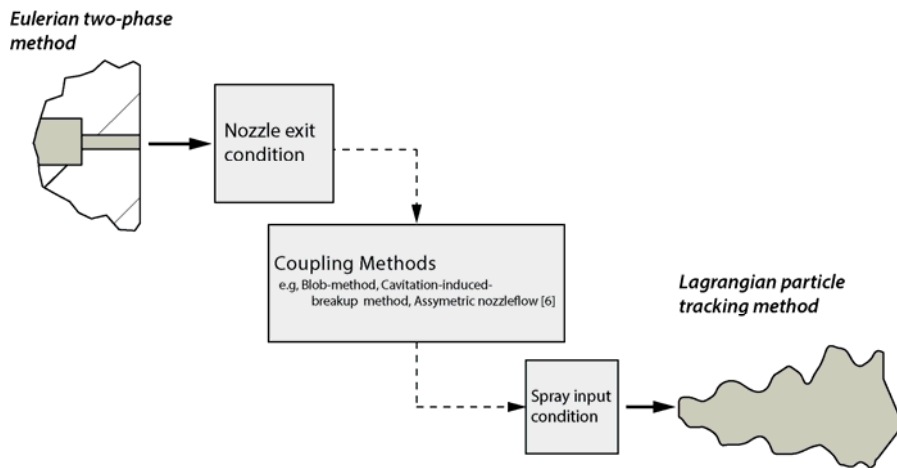 Eulerian two-phase
method
Nozzle exit
condition
Coupling Methods
e.g, Blob-method, Cavitation-induced-
breakup method, Assymetric nozzleflow [6]
Lagrangian particle
tracking method
Spray input
condition